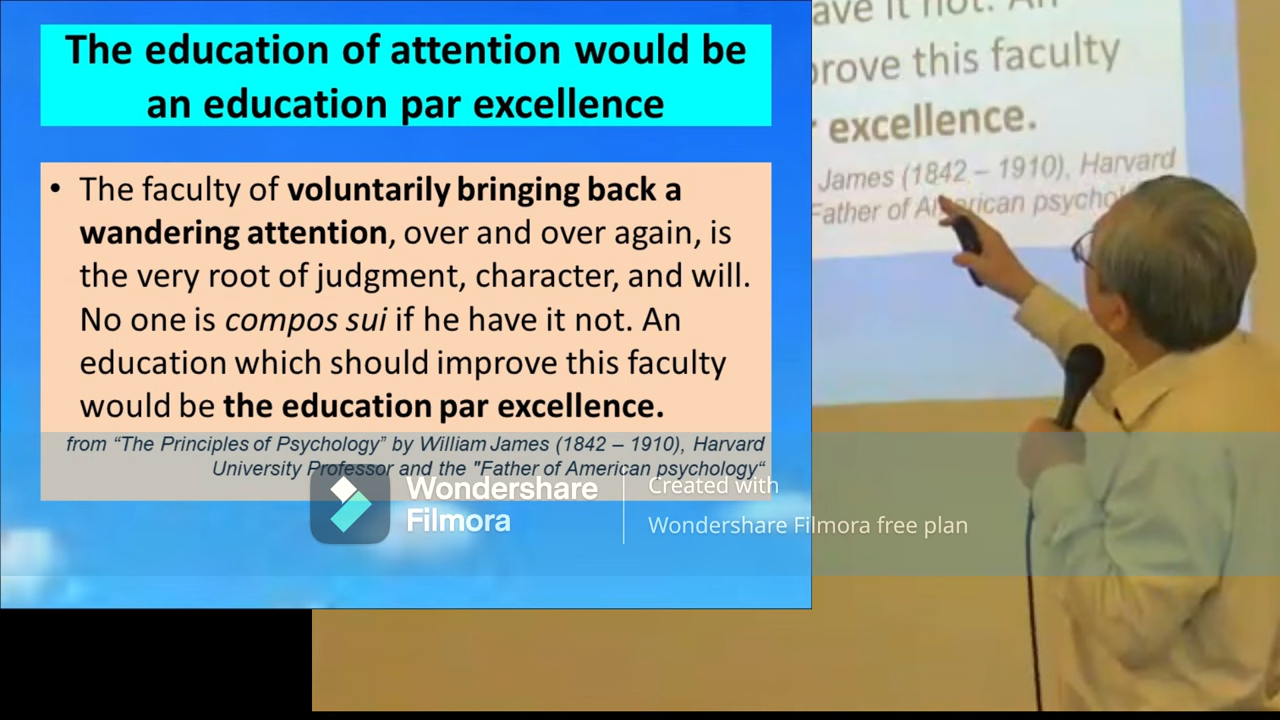 The education of attention would be
an education par excellence
• The faculty of voluntarily bringing back a
wandering attention, over and over again, is
the very root of judgment, character, and will.
No one is compos sui if he have it not. An
education which should improve this faculty
would be the education par excellence.
from “The Principles of Psychology” by William James (1842 – 1910), Harvard
University Professor and the "Father of American psychology“
Wondershare
Filmora
Created with
Wondershare Filmora free plan
ave it not. An
prove this faculty
excellence.
James (1842 – 1910), Harvard
Father of American